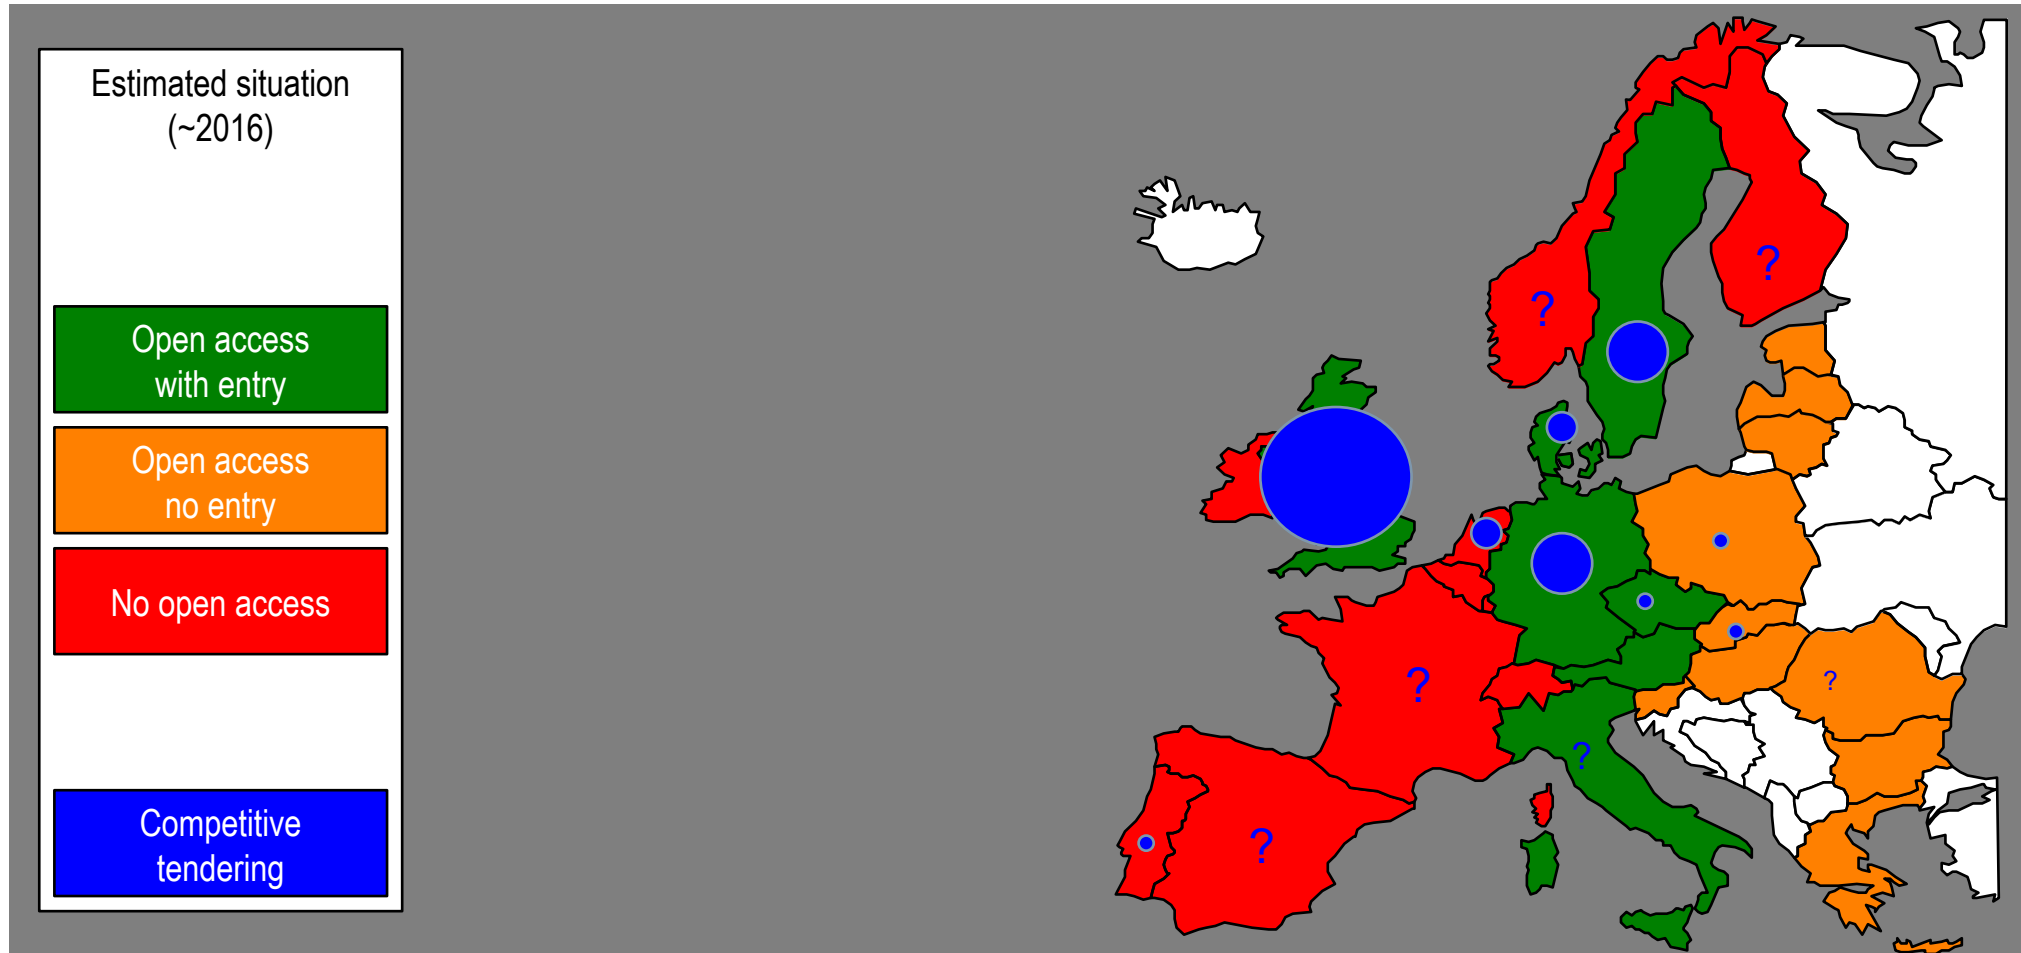 Estimated situation
(~2016)
Open access
with entry
Open access
no entry
No open access
Competitive
tendering
?
?
?
?
?
?